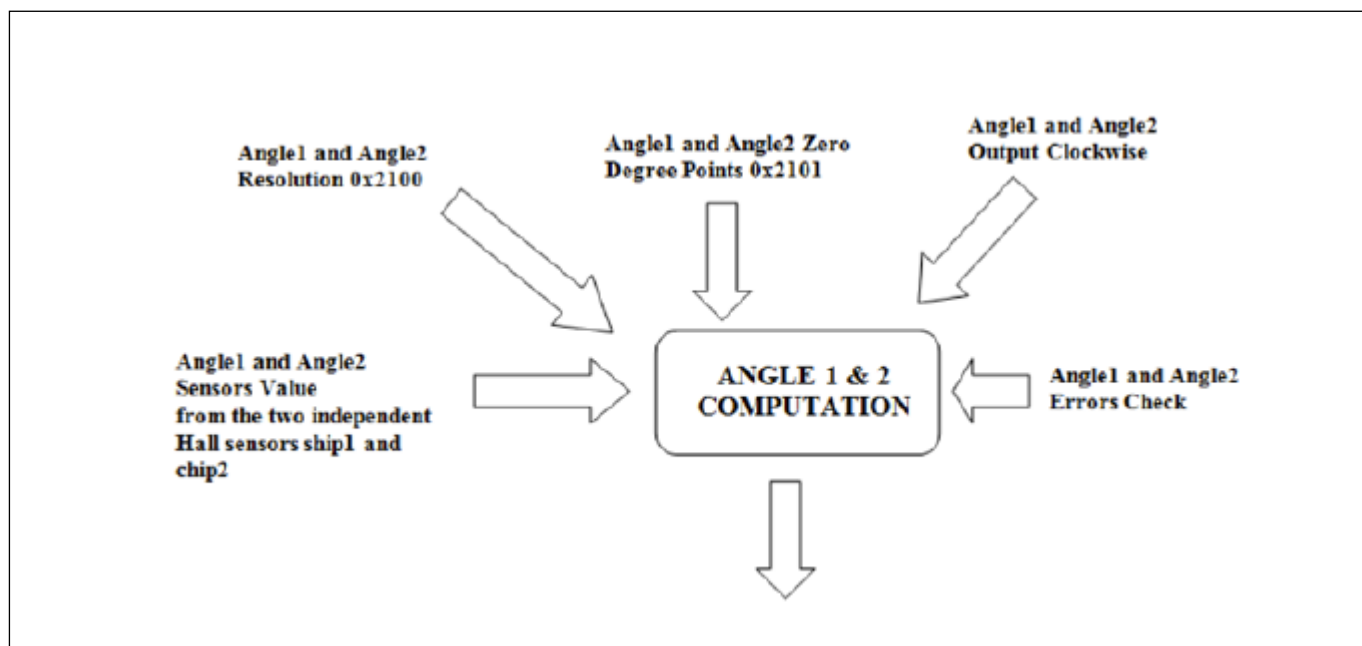 Angle1 and Angle2
Resolution 0x2100
Angle1 and Angle2 Zero
Degree Points 0x2101
Angle1 and Angle2
Output Clockwise
Angle1 and Angle2
Sensors Value
from the two independent
Hall sensors ship1 and
chip2
ANGLE 1 & 2
COMPUTATION
Angle1 and Angle2
Errors Check